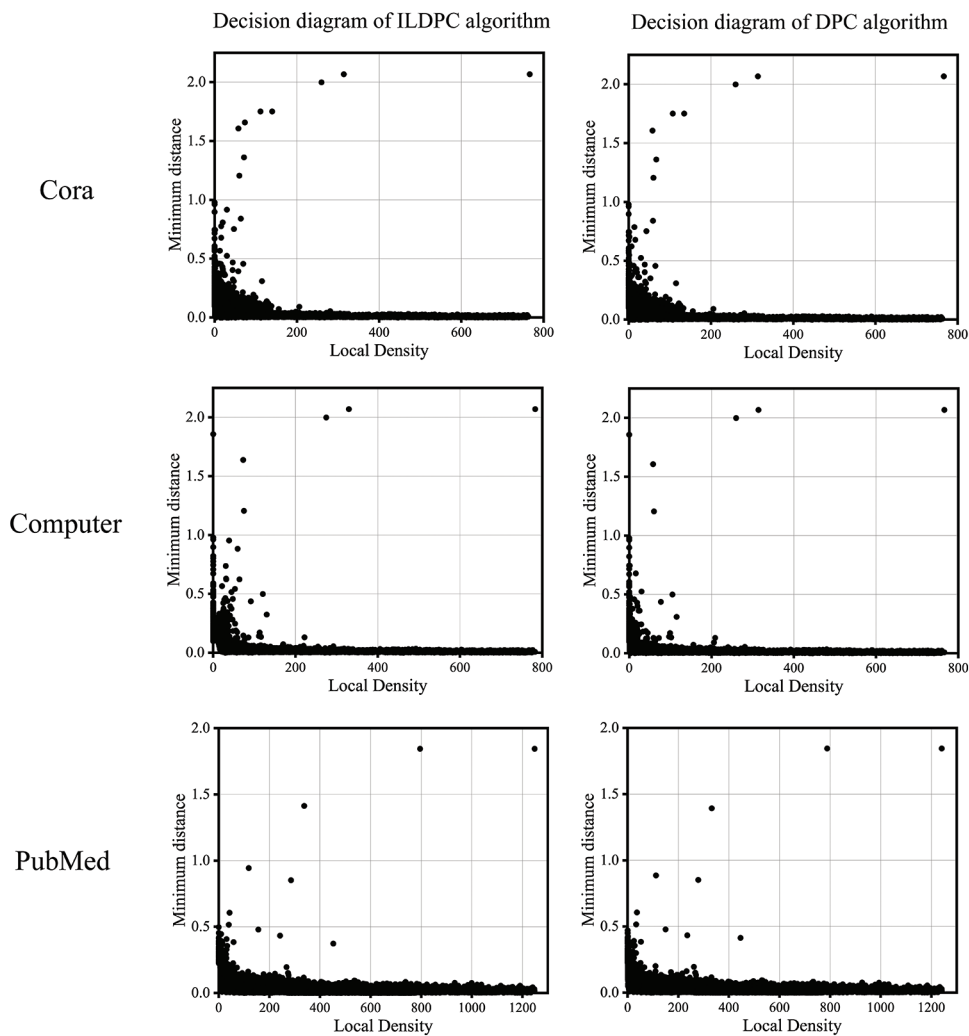 Decision diagram of ILDPC algorithm
Decision diagram of DPC algorithm
Cora
Minimum distance
2.0
1.5
1.0
0.5
0.0
0 200 400 600 800
Local Density
Minimum distance
2.0
1.5
1.0
0.5
0.0
0 200 400 600 800
Local Density
Computer
Minimum distance
2.0
1.5
1.0
0.5
0.0
0 200 400 600 800
Local Density
Minimum distance
2.0
1.5
1.0
0.5
0.0
0 200 400 600 800
Local Density
PubMed
Minimum distance
2.0
1.5
1.0
0.5
0.0
0 200 400 600 800 1000 1200
Local Density
Minimum distance
2.0
1.5
1.0
0.5
0.0
0 200 400 600 800 1000 1200
Local Density